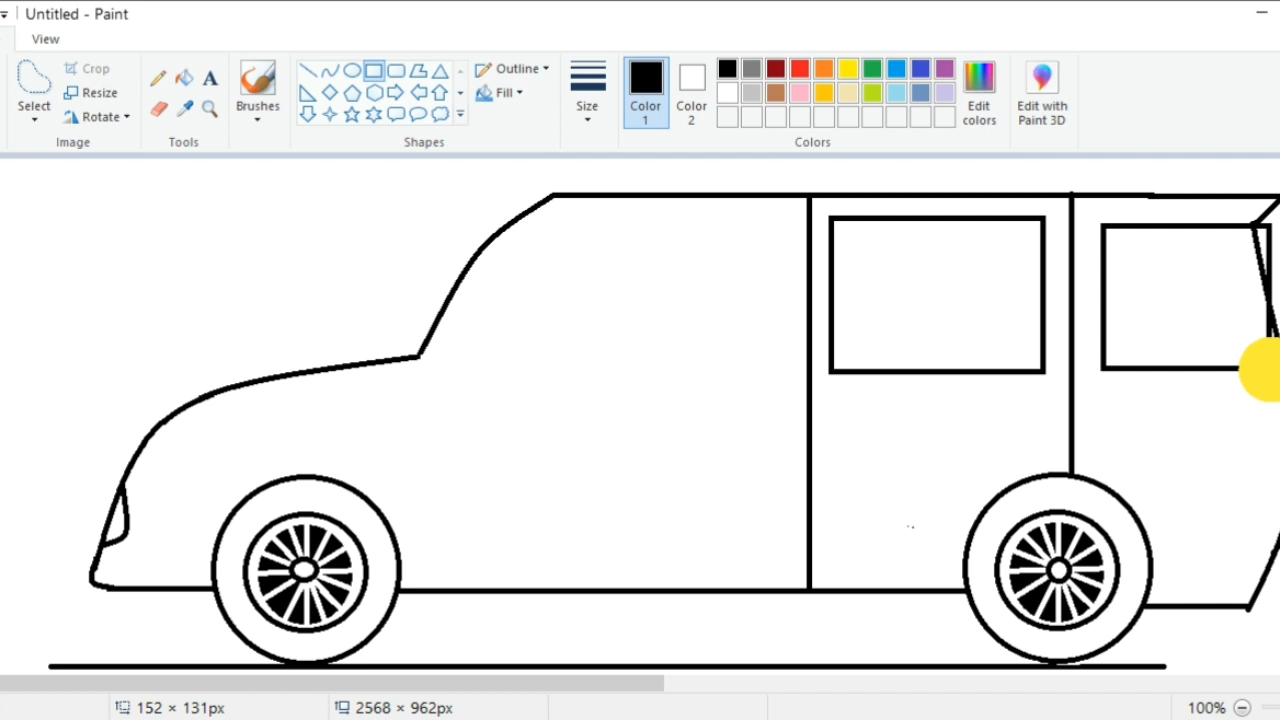 Untitled - Paint
View
Crop
Select
Resize
Rotate
Image
A
Tools
Brushes
Shapes
Outline
Fill
Size
Color
1
Color
2
Edit
colors
Colors
Edit with
Paint 3D
152 × 131px
2568 × 962px
100%